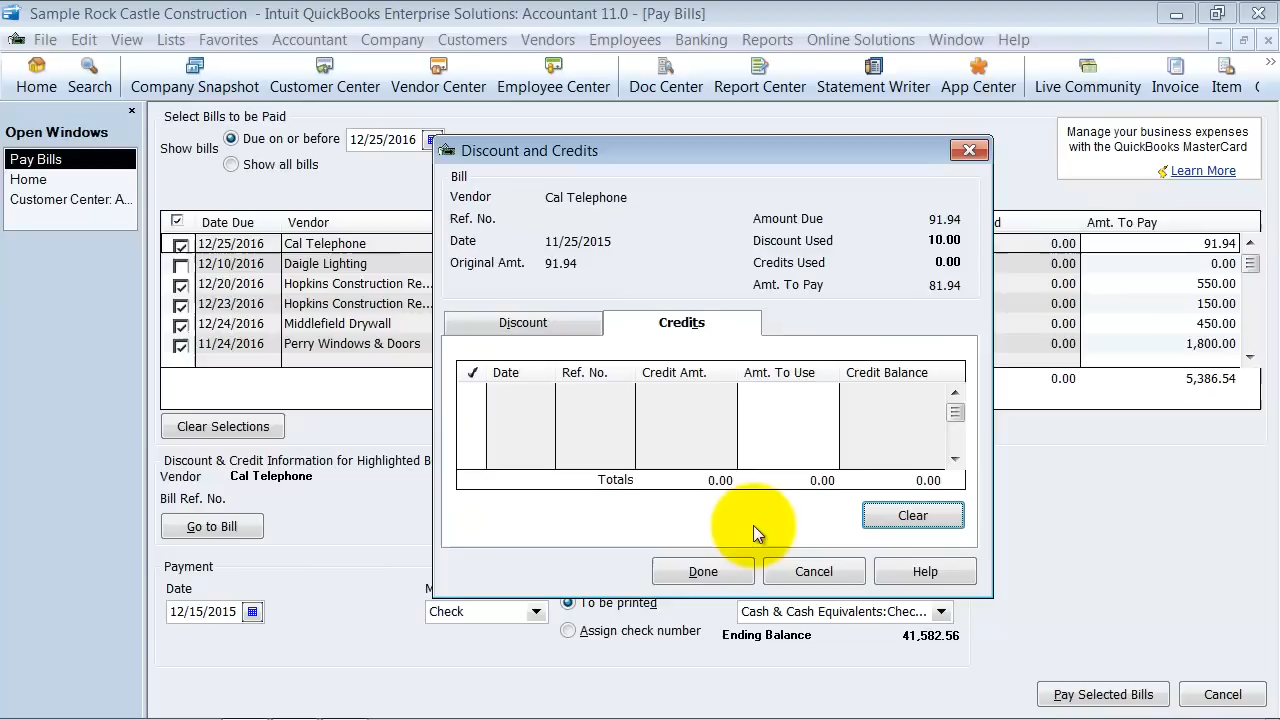 Sample Rock Castle Construction - Intuit QuickBooks Enterprise Solutions: Accountant 11.0 - [Pay Bills]
File Edit View Lists Favorites Accountant Company Customers Vendors Employees Banking Reports Online Solutions Window Help
Home Search Company Snapshot Customer Center Vendor Center Employee Center Doc Center Report Center Statement Writer App Center Live Community Invoice Item
Open Windows
Pay Bills
Home
Customer Center: A...
Select Bills to be Paid
Show bills
Due on or before 12/25/2016
Show all bills
Manage your business expenses
with the QuickBooks MasterCard
Learn More
Date Due Vendor d Amt. To Pay
12/25/2016 Cal Telephone 0.00 91.94
12/10/2016 Daigle Lighting 0.00 0.00
12/20/2016 Hopkins Construction Re... 0.00 550.00
12/23/2016 Hopkins Construction Re... 0.00 150.00
12/24/2016 Middlefield Drywall 0.00 450.00
11/24/2016 Perry Windows & Doors 0.00 1,800.00
0.00 5,386.54
Clear Selections
Discount & Credit Information for Highlighted B
Vendor Cal Telephone
Bill Ref. No.
Go to Bill
Discount and Credits
Bill
Vendor Cal Telephone
Ref. No. Amount Due 91.94
Date 11/25/2015 Discount Used 10.00
Original Amt. 91.94 Credits Used 0.00
Amt. To Pay 81.94
Discount Credits
Date Ref. No. Credit Amt. Amt. To Use Credit Balance
Totals 0.00 0.00 0.00
Clear
Done Cancel Help
Payment
Date M
12/15/2015 Check To be printed Cash & Cash Equivalents:Chec...
Assign check number Ending Balance 41,582.56
Pay Selected Bills Cancel